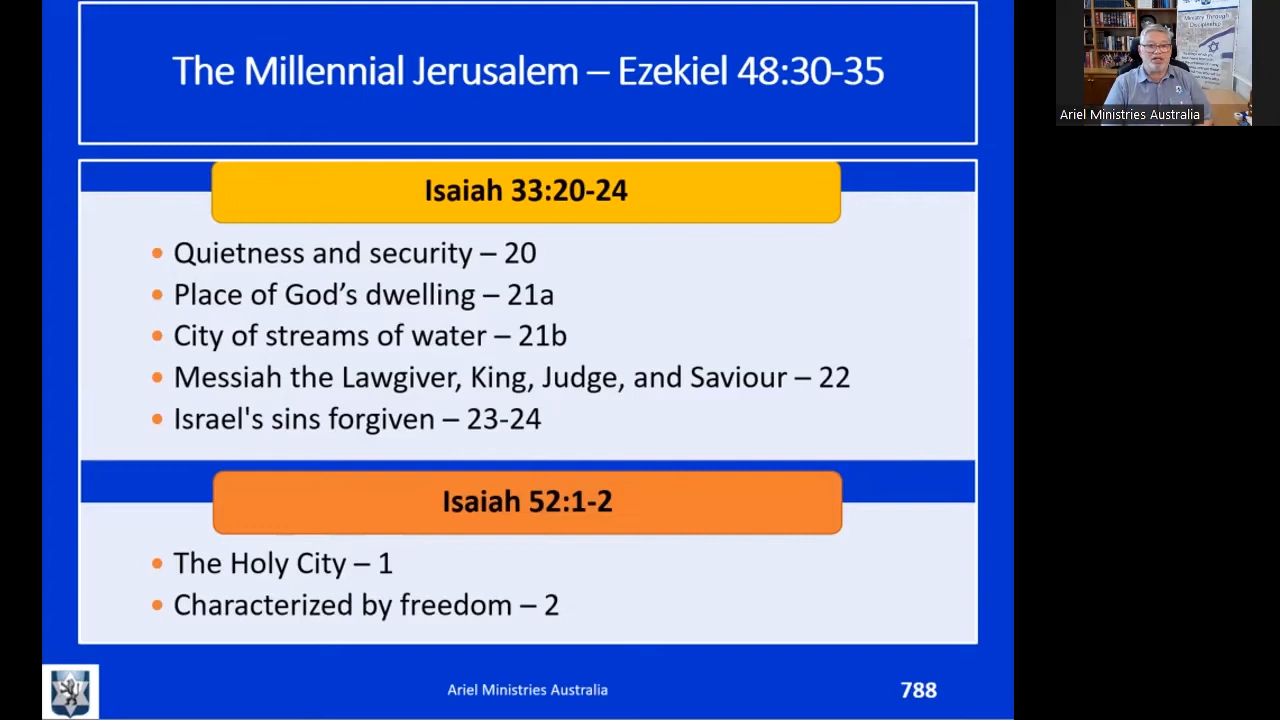 The Millennial Jerusalem – Ezekiel 48:30-35
Isaiah 33:20-24
• Quietness and security – 20
• Place of God’s dwelling – 21a
• City of streams of water – 21b
• Messiah the Lawgiver, King, Judge, and Saviour – 22
• Israel's sins forgiven – 23-24
Isaiah 52:1-2
• The Holy City – 1
• Characterized by freedom – 2
Ariel Ministries Australia
788
Ministry Through
Discipleship
Ariel Ministries Australia